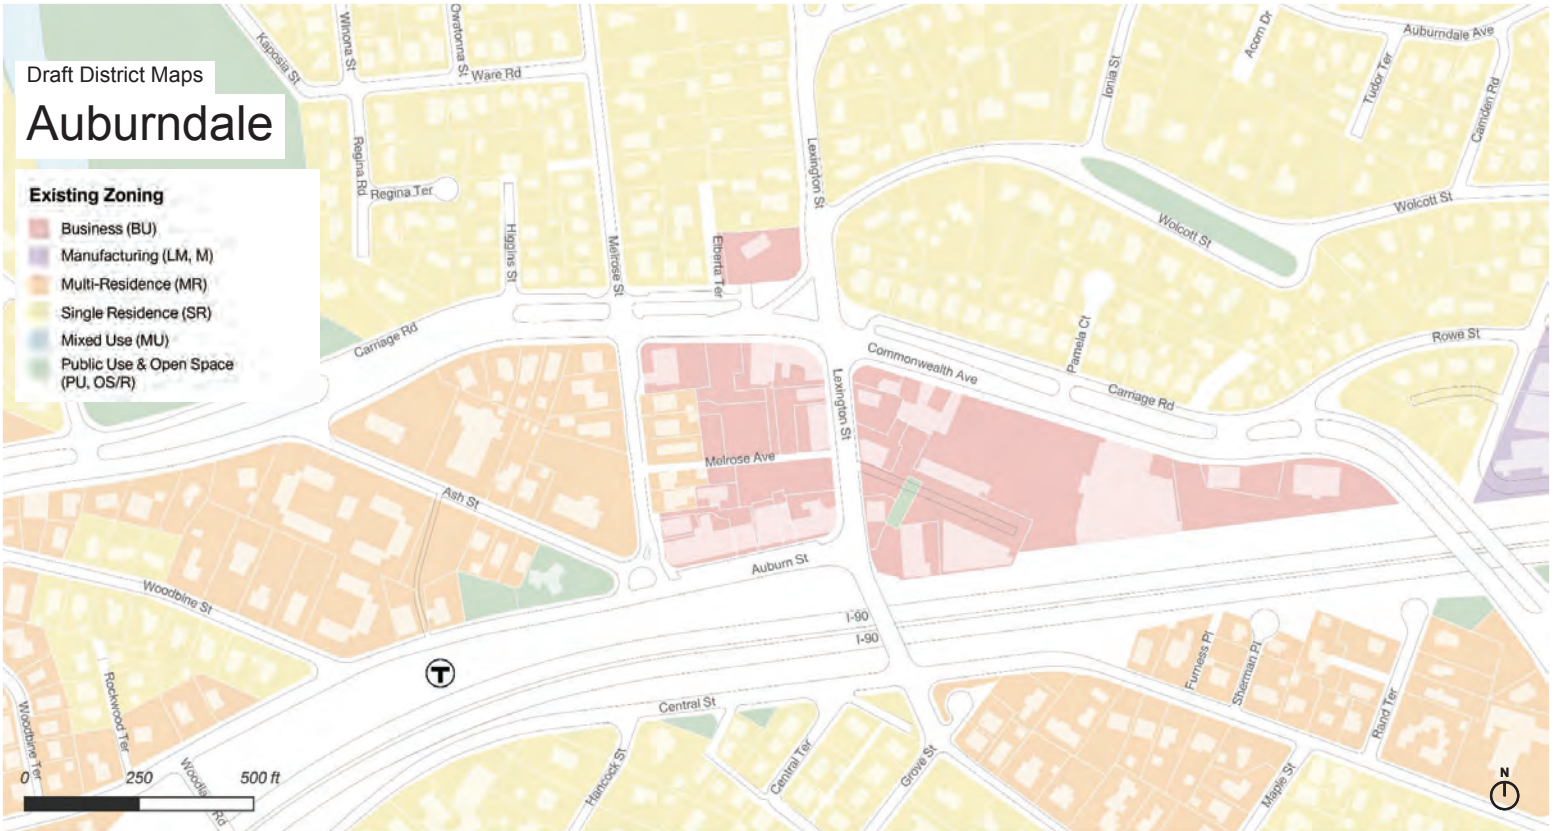 Draft District Maps
Auburndale
Existing Zoning
Business (BU)
Manufacturing (LM, M)
Multi-Residence (MR)
Single Residence (SR)
Mixed Use (MU)
Public Use & Open Space
(PU, OS/R)
Kaposia St
Winona St
Owatonna St
Ware Rd
Regina Rd
Regina Ter
Higgins St
Melrose St
Elberta Ter
Lexington St
Ionia St
Acorn Dr
Auburndale Ave
Tudor Ter
Camden Rd
Wolcott St
Wolcott St
Rowe St
Pamela Ct
Carriage Rd
Commonwealth Ave
Carriage Rd
Lexington St
Melrose Ave
Ash St
Auburn St
Woodbine St
I-90
I-90
T
Rockwood Ter
Woodbine Ter
Central St
Hancock St
Central Ter
Grove St
Furness Pl
Sherman Pl
Rand Ter
Maple St
Rd
0 250 500 ft
N